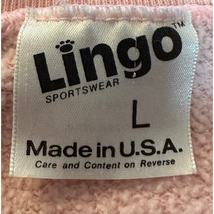 Lingo™
SPORTSWEAR
L
Made in U.S.A.
Care and Content on Reverse